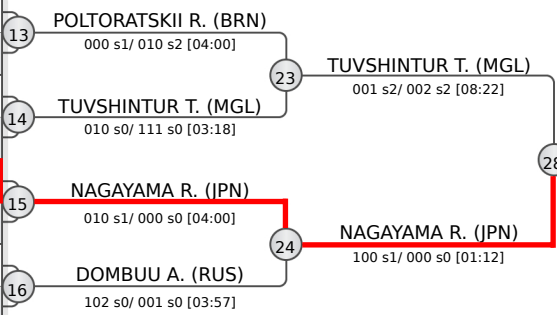 POLTORATSKII R. (BRN)
13
000 s1/ 010 s2 [04:00]
23
TUVSHINTUR T. (MGL)
001 s2/ 002 s2 [08:22]
TUVSHINTUR T. (MGL)
14
010 s0/ 111 s0 [03:18]
28
NAGAYAMA R. (JPN)
15
010 s1/ 000 s0 [04:00]
24
NAGAYAMA R. (JPN)
100 s1/ 000 s0 [01:12]
DOMBUU A. (RUS)
16
102 s0/ 001 s0 [03:57]